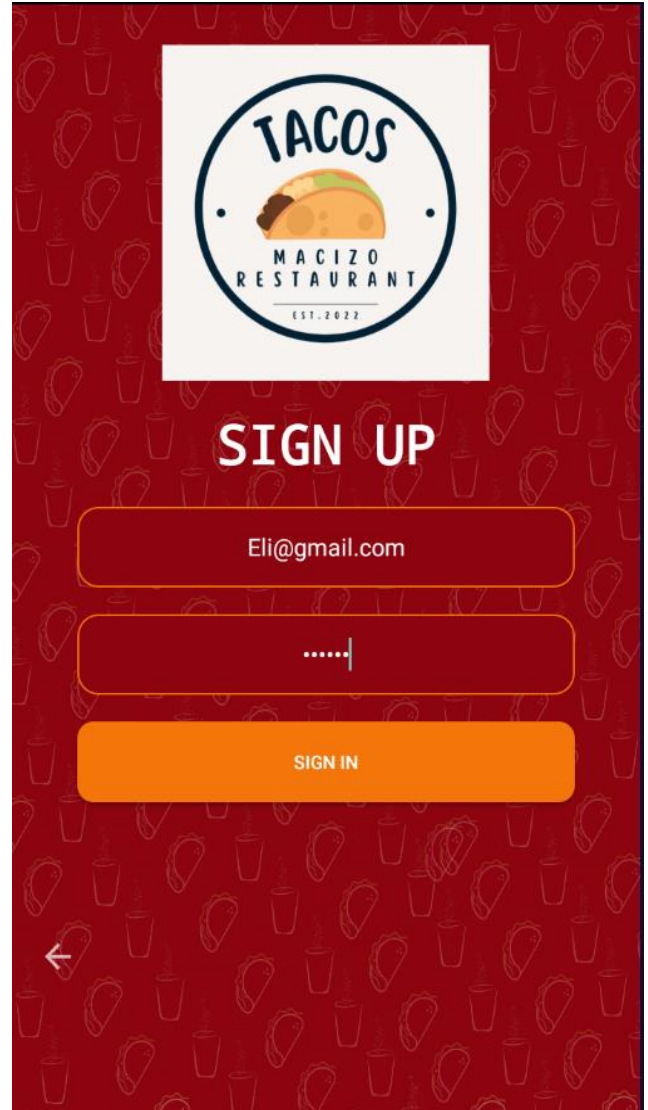 TACOS
MACIZO
RESTAURANT
EST.2022
SIGN UP
Eli@gmail.com
••••••
SIGN IN